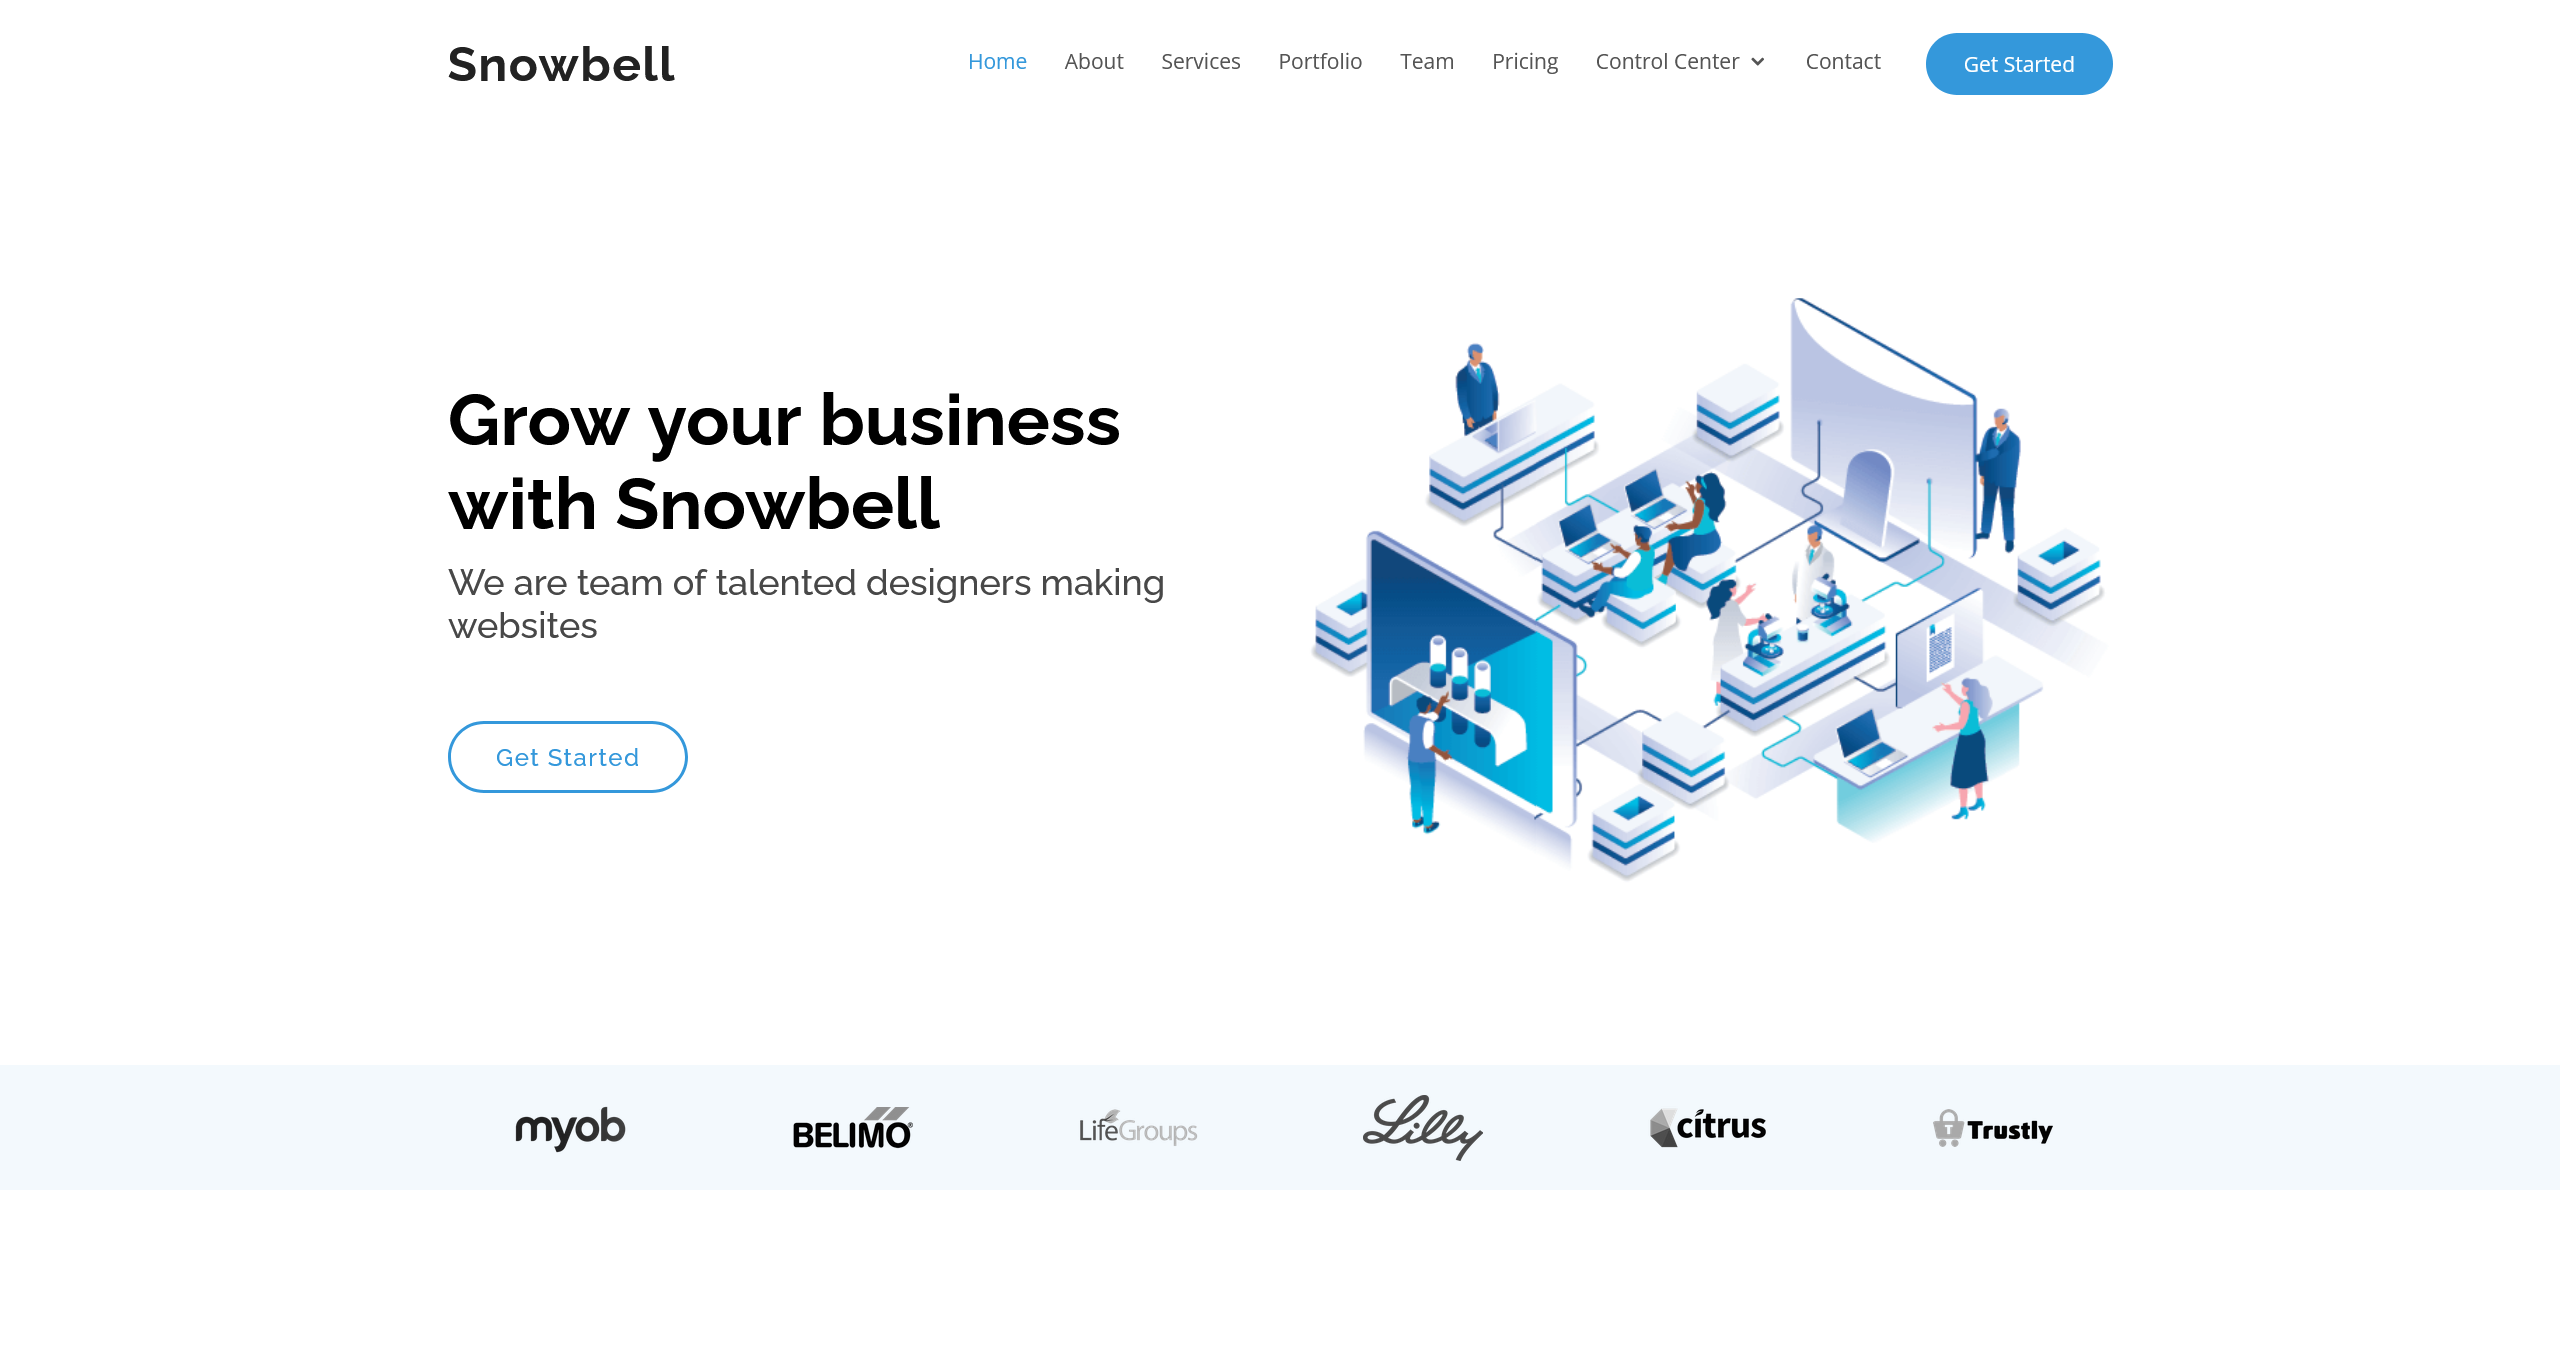 Snowbell
Home About Services Portfolio Team Pricing Control Center Contact Get Started
Grow your business
with Snowbell
We are team of talented designers making
websites
Get Started
myob BELIMO® LifeGroups Lilly citrus T Trustly